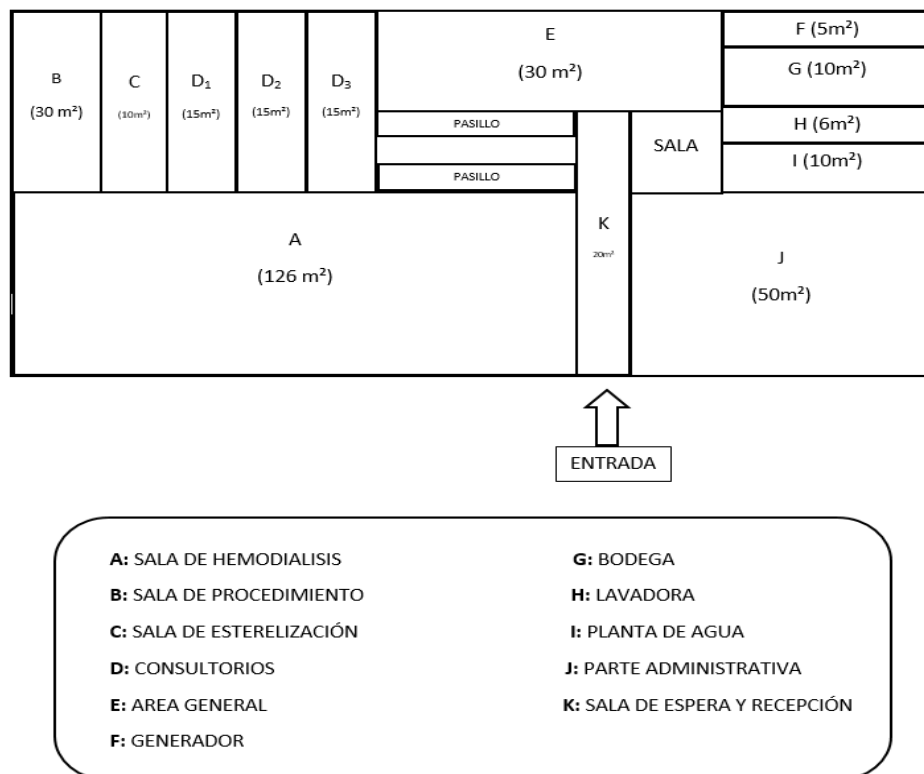 B
(30 m²)
C
(10m²)
D₁
(15m²)
D₂
(15m²)
D₃
(15m²)
E
(30 m²)
F (5m²)
G (10m²)
PASILLO
PASILLO
SALA
H (6m²)
I (10m²)
A
(126 m²)
K
20m²
J
(50m²)
ENTRADA
A: SALA DE HEMODIALISIS
B: SALA DE PROCEDIMIENTO
C: SALA DE ESTERELIZACIÓN
D: CONSULTORIOS
E: AREA GENERAL
F: GENERADOR
G: BODEGA
H: LAVADORA
I: PLANTA DE AGUA
J: PARTE ADMINISTRATIVA
K: SALA DE ESPERA Y RECEPCIÓN